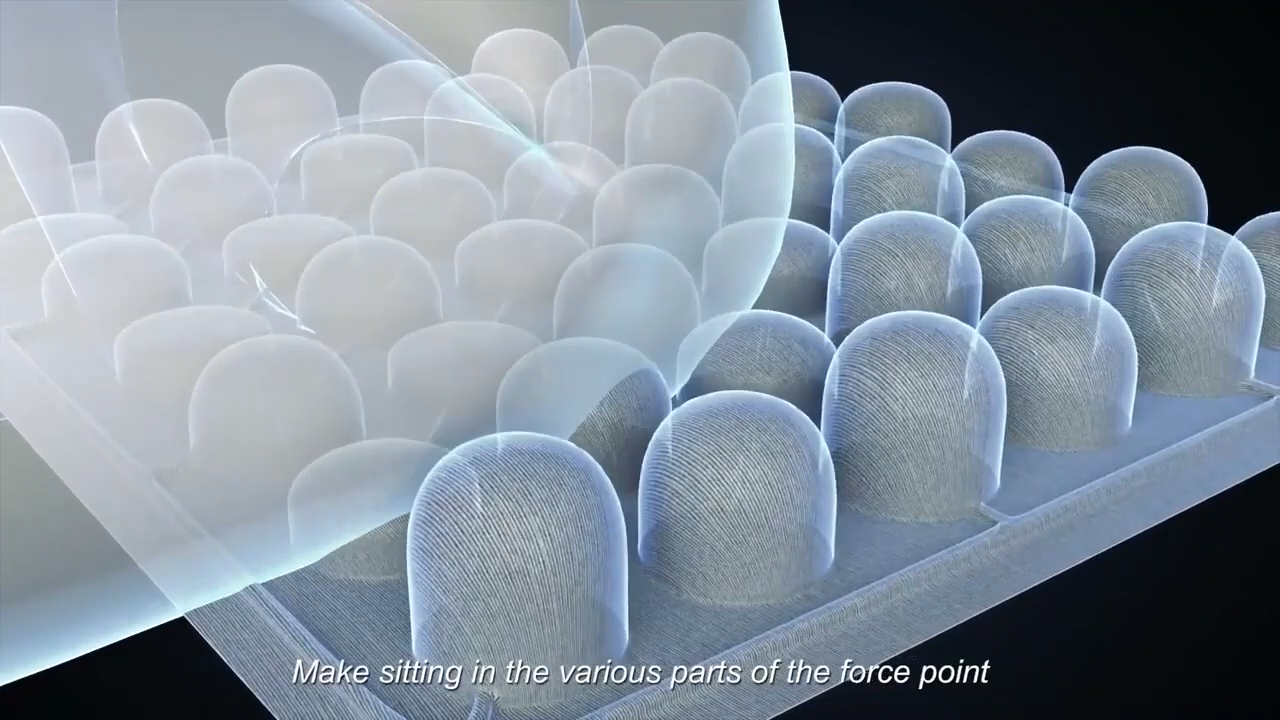 Make sitting in the various parts of the force point